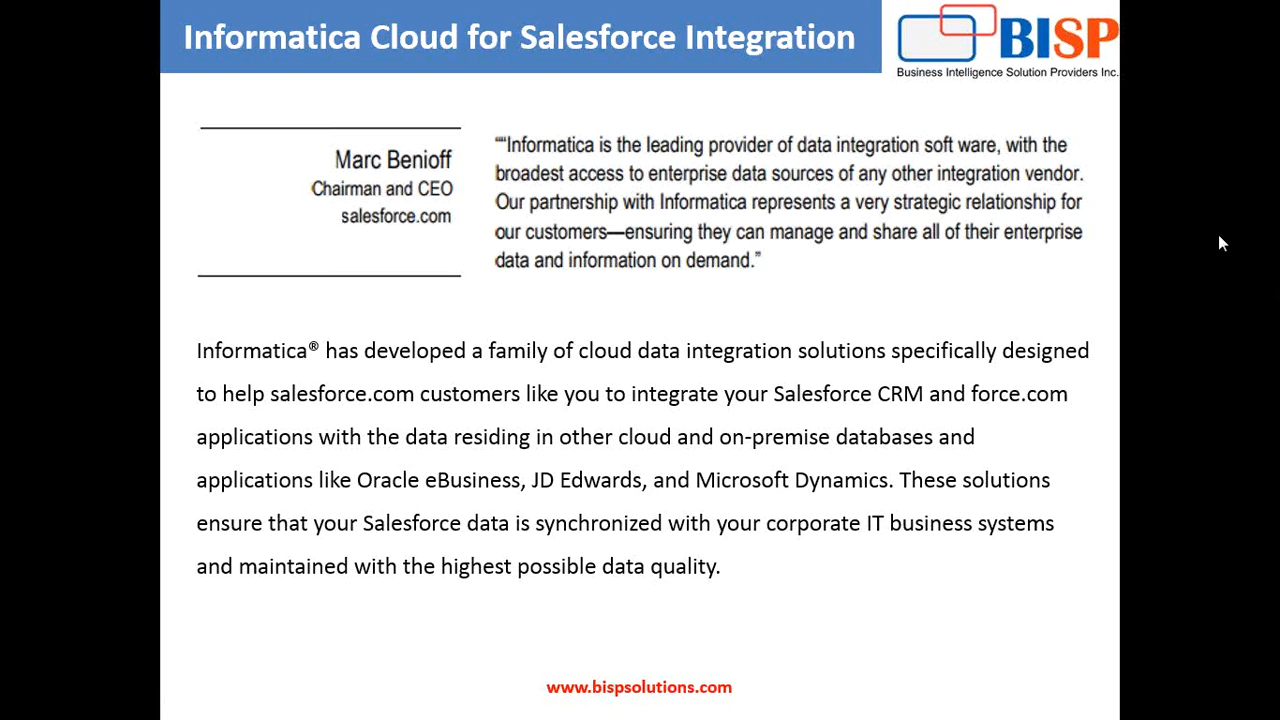 Informatica Cloud for Salesforce Integration
BISP
Business Intelligence Solution Providers Inc.
Marc Benioff
Chairman and CEO
salesforce.com
"“Informatica is the leading provider of data integration soft ware, with the
broadest access to enterprise data sources of any other integration vendor.
Our partnership with Informatica represents a very strategic relationship for
our customers—ensuring they can manage and share all of their enterprise
data and information on demand.”
Informatica® has developed a family of cloud data integration solutions specifically designed
to help salesforce.com customers like you to integrate your Salesforce CRM and force.com
applications with the data residing in other cloud and on-premise databases and
applications like Oracle eBusiness, JD Edwards, and Microsoft Dynamics. These solutions
ensure that your Salesforce data is synchronized with your corporate IT business systems
and maintained with the highest possible data quality.
www.bispsolutions.com